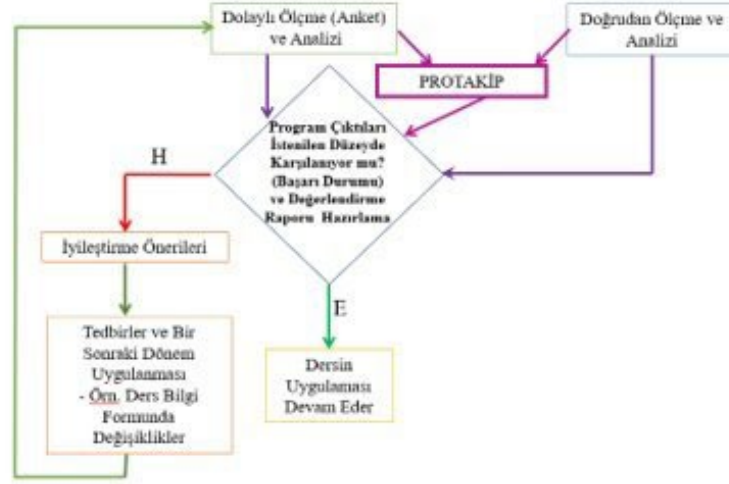 Dolaylı Ölçme (Anket)
ve Analizi
Doğrudan Ölçme ve
Analizi
PROTAKİP
Program Çıktıları
İstenilen Düzeyde
Karşılanıyor mu?
(Başarı Durumu)
ve Değerlendirme
Raporu Hazırlama
H
İyileştirme Önerileri
E
Tedbirler ve Bir
Sonraki Dönem
Uygulanması
- Örn. Ders Bilgi
Formunda
Değişiklikler
Dersin
Uygulaması
Devam Eder